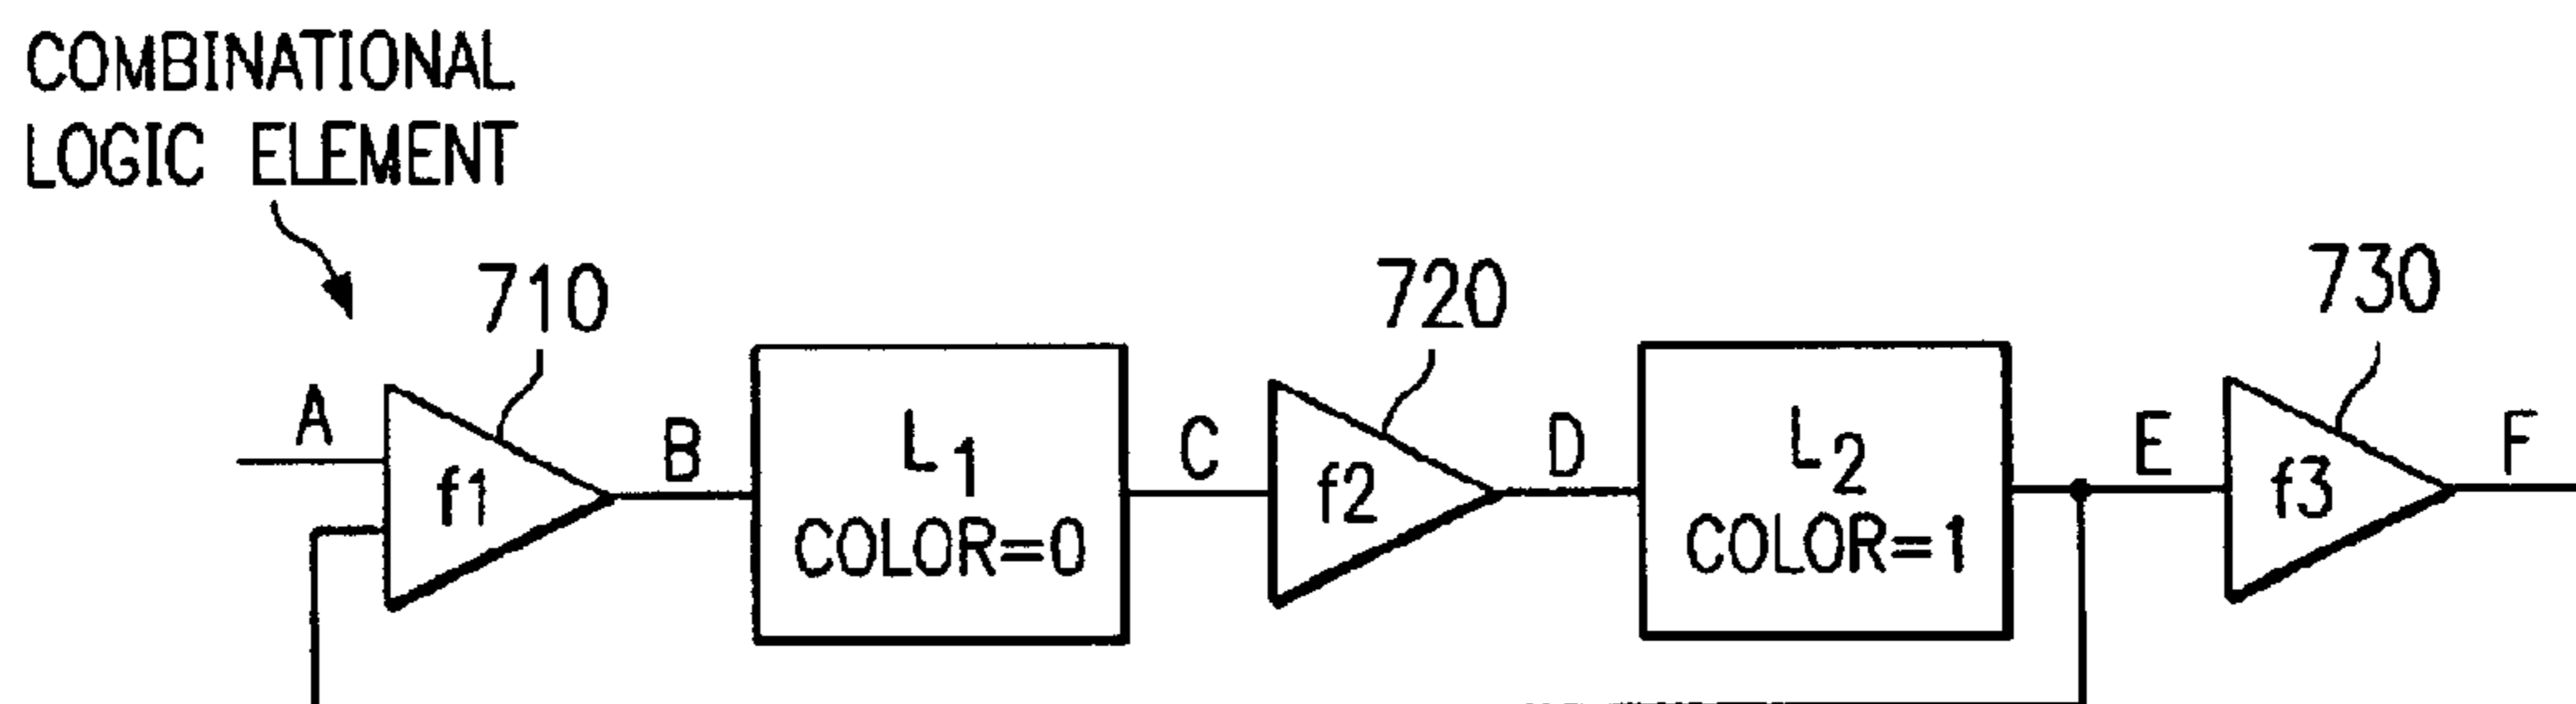 COMBINATIONAL
LOGIC ELEMENT
710
720
730
A
f1
B
L1
COLOR=0
C
f2
D
L2
COLOR=1
E
f3
F